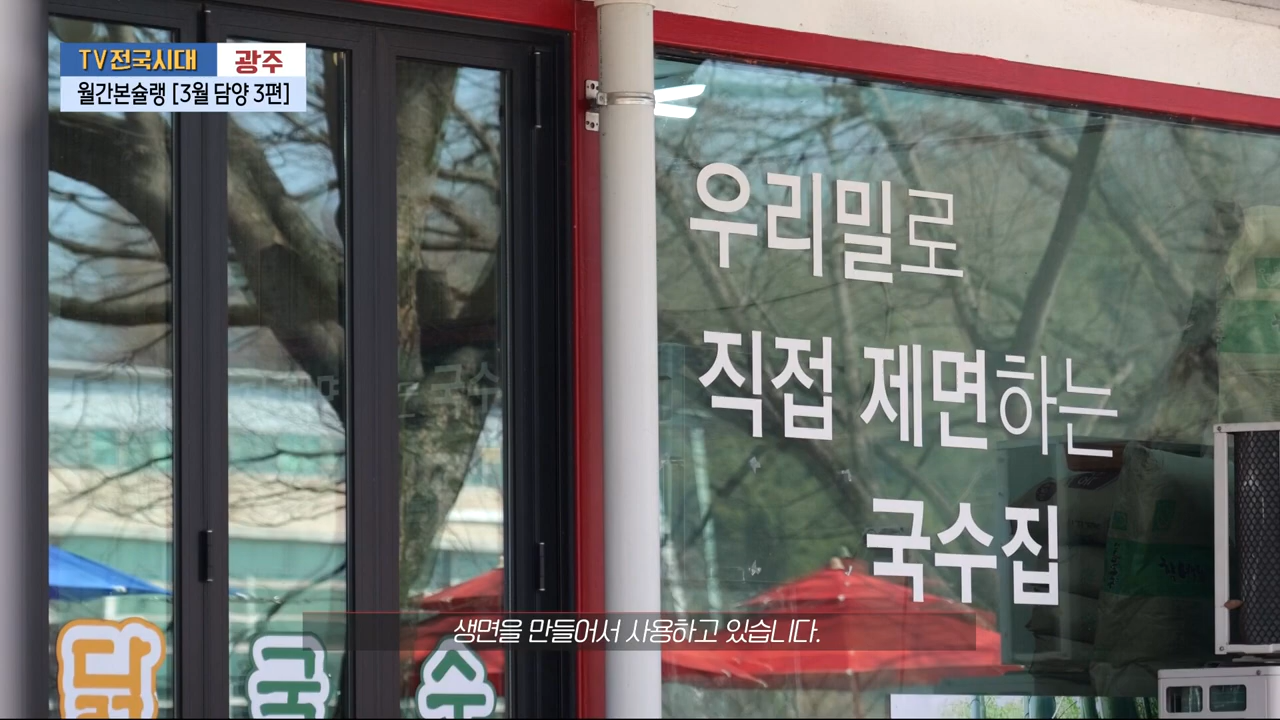 TV전국시대 광주
월간본슐랭 [3월 담양 3편]
우리밀로
직접 제면하는
국수집
생면을 만들어서 사용하고 있습니다.
닭 국수